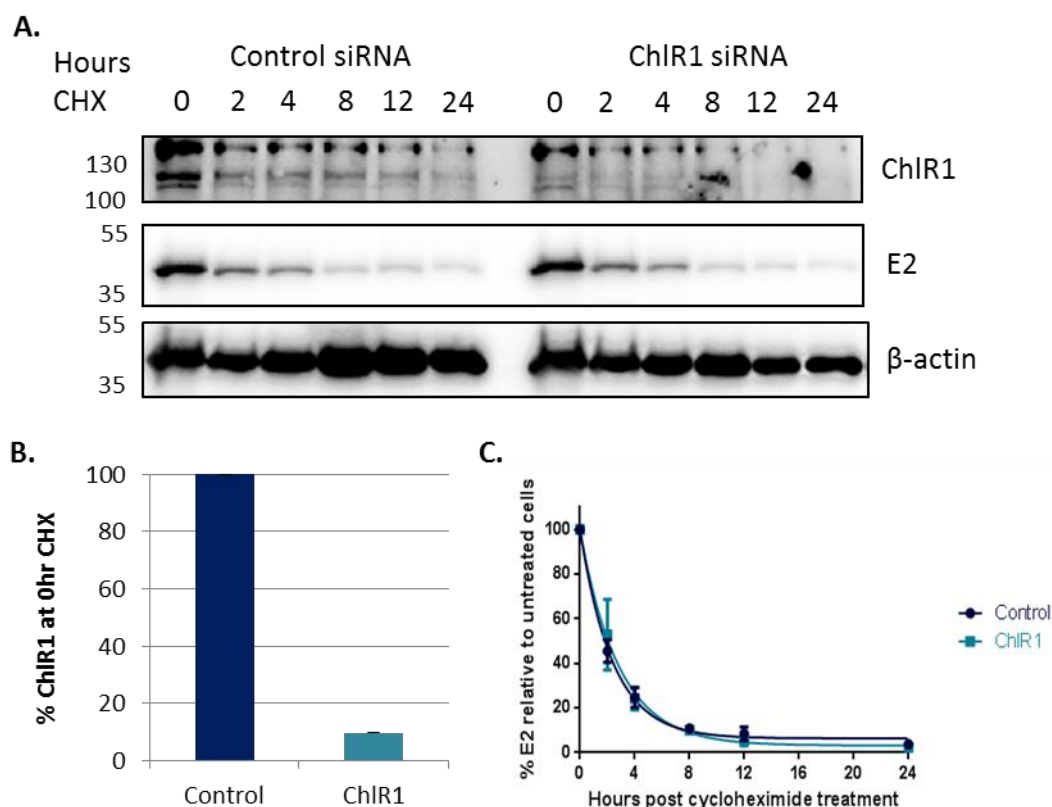 A.
Hours
CHX
Control siRNA
ChlR1 siRNA
0 2 4 8 12 24
0 2 4 8 12 24
130
100
ChlR1
55
35
E2
55
35
β-actin
B.
% ChlR1 at 0hr CHX
100
80
60
40
20
0
Control
ChlR1
C.
% E2 relative to untreated cells
100
80
60
40
20
0
0 4 8 12 16 20 24
Hours post cycloheximide treatment
Control
ChlR1